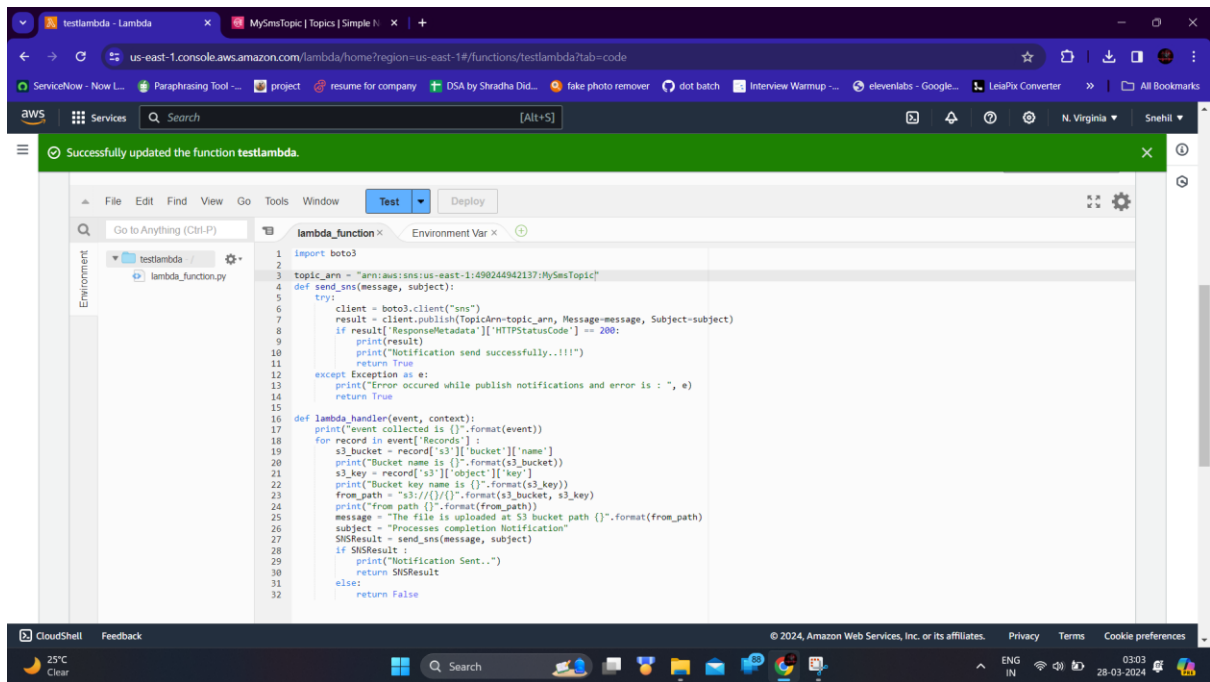 testlambda - Lambda
MySmsTopic | Topics | Simple N
us-east-1.console.aws.amazon.com/lambda/home?region=us-east-1#/functions/testlambda?tab=code
ServiceNow - Now L...
Paraphrasing Tool -...
project
resume for company
DSA by Shradha Did...
fake photo remover
dot batch
Interview Warmup -...
elevenlabs - Google...
LeiaPix Converter
»
All Bookmarks
aws
Services
Search
[Alt+S]
N. Virginia
Snehil
Successfully updated the function testlambda.
File Edit Find View Go Tools Window
Test
Deploy
Go to Anything (Ctrl-P)
lambda_function
Environment Var
Environment
testlambda - /
lambda_function.py
1 import boto3
2
3 topic_arn = "arn:aws:sns:us-east-1:490244942137:MySmsTopic"
4 def send_sns(message, subject):
5 try:
6 client = boto3.client("sns")
7 result = client.publish(TopicArn=topic_arn, Message=message, Subject=subject)
8 if result['ResponseMetadata']['HTTPStatusCode'] == 200:
9 print(result)
10 print("Notification send successfully..!!!")
11 return True
12 except Exception as e:
13 print("Error occured while publish notifications and error is : ", e)
14 return True
15
16 def lambda_handler(event, context):
17 print("event collected is {}".format(event))
18 for record in event['Records'] :
19 s3_bucket = record['s3']['bucket']['name']
20 print("Bucket name is {}".format(s3_bucket))
21 s3_key = record['s3']['object']['key']
22 print("Bucket key name is {}".format(s3_key))
23 from_path = "s3://{}/{}".format(s3_bucket, s3_key)
24 print("from path {}".format(from_path))
25 message = "The file is uploaded at S3 bucket path {}".format(from_path)
26 subject = "Processes completion Notification"
27 SNSResult = send_sns(message, subject)
28 if SNSResult :
29 print("Notification Sent..")
30 return SNSResult
31 else:
32 return False
CloudShell
Feedback
© 2024, Amazon Web Services, Inc. or its affiliates.
Privacy
Terms
Cookie preferences
25°C
Clear
Search
68
ENG
IN
03:03
28-03-2024